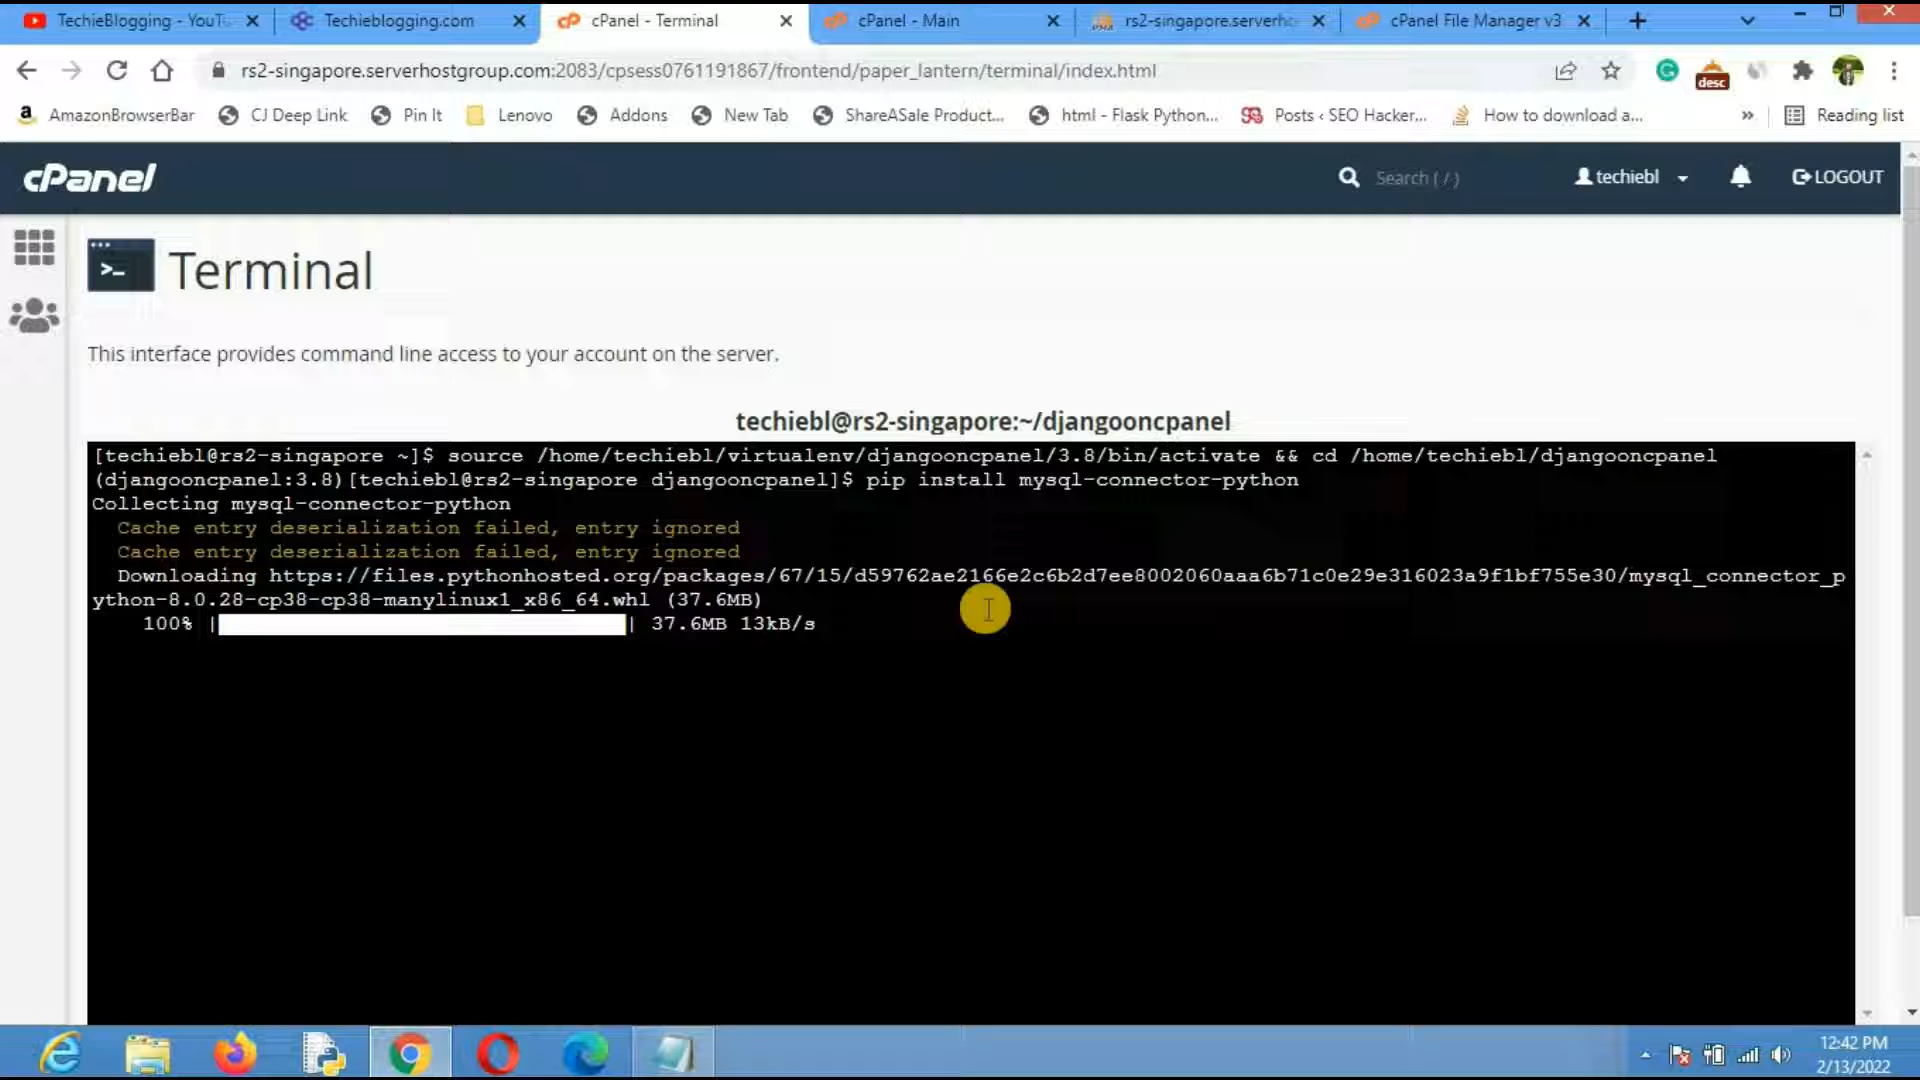 TechieBlogging - YouT
Techieblogging.com
cPanel - Terminal
cPanel - Main
rs2-singapore.serverho
cPanel File Manager v3
rs2-singapore.serverhostgroup.com:2083/cpsess0761191867/frontend/paper_lantern/terminal/index.html
desc
AmazonBrowserBar
CJ Deep Link
Pin It
Lenovo
Addons
New Tab
ShareASale Product...
html - Flask Python...
Posts ‹ SEO Hacker...
How to download a...
»
Reading list
cPanel
Search ( / )
techiebl
LOGOUT
Terminal
This interface provides command line access to your account on the server.
techiebl@rs2-singapore:~/djangooncpanel
[techiebl@rs2-singapore ~]$ source /home/techiebl/virtualenv/djangooncpanel/3.8/bin/activate && cd /home/techiebl/djangooncpanel
(djangooncpanel:3.8)[techiebl@rs2-singapore djangooncpanel]$ pip install mysql-connector-python
Collecting mysql-connector-python
Cache entry deserialization failed, entry ignored
Cache entry deserialization failed, entry ignored
Downloading https://files.pythonhosted.org/packages/67/15/d59762ae2166e2c6b2d7ee8002060aaa6b71c0e29e316023a9f1bf755e30/mysql_connector_p
ython-8.0.28-cp38-cp38-manylinux1_x86_64.whl (37.6MB)
100% | | 37.6MB 13kB/s
12:42 PM
2/13/2022